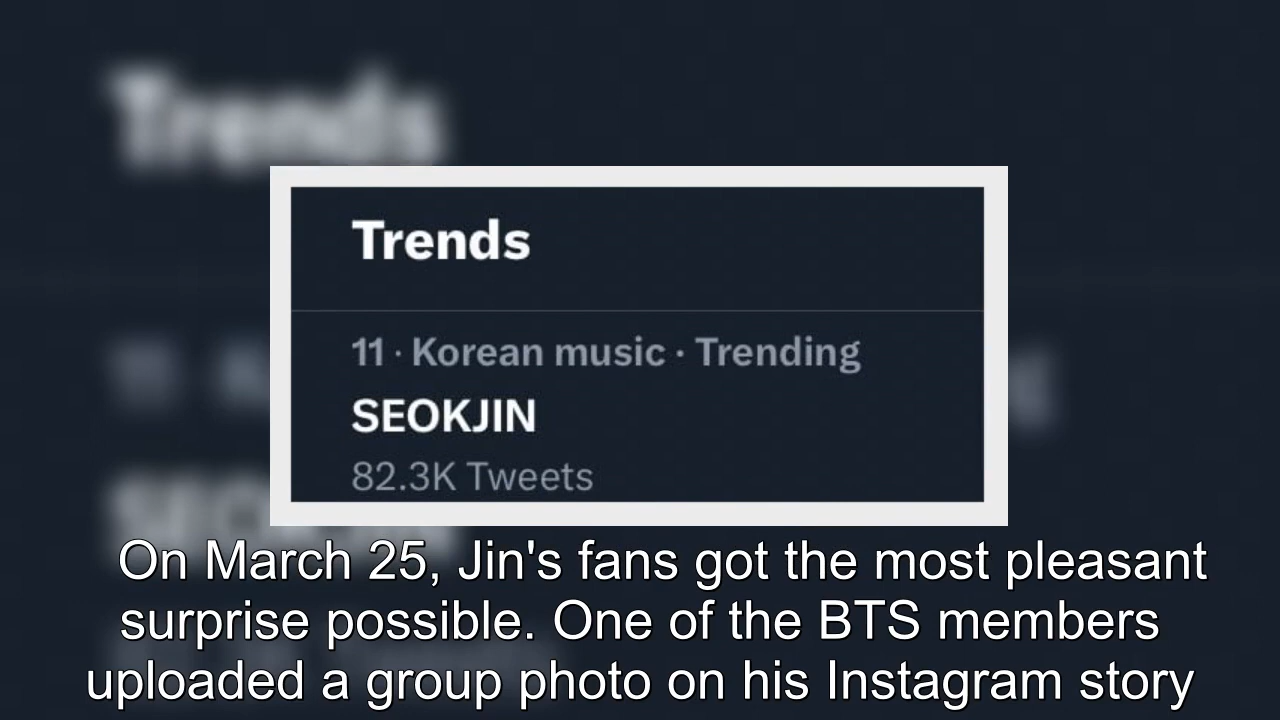 Trends
Trends
11 · Korean music · Trending
SEOKJIN
82.3K Tweets
On March 25, Jin's fans got the most pleasant
surprise possible. One of the BTS members
uploaded a group photo on his Instagram story